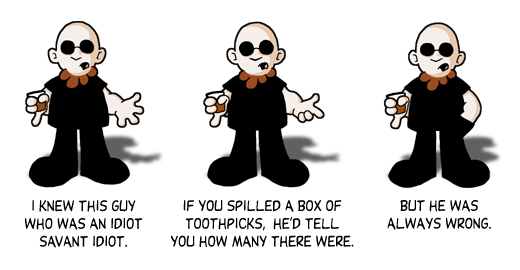 I KNEW THIS GUY
WHO WAS AN IDIOT
SAVANT IDIOT.
IF YOU SPILLED A BOX OF
TOOTHPICKS, HE'D TELL
YOU HOW MANY THERE WERE.
BUT HE WAS
ALWAYS WRONG.